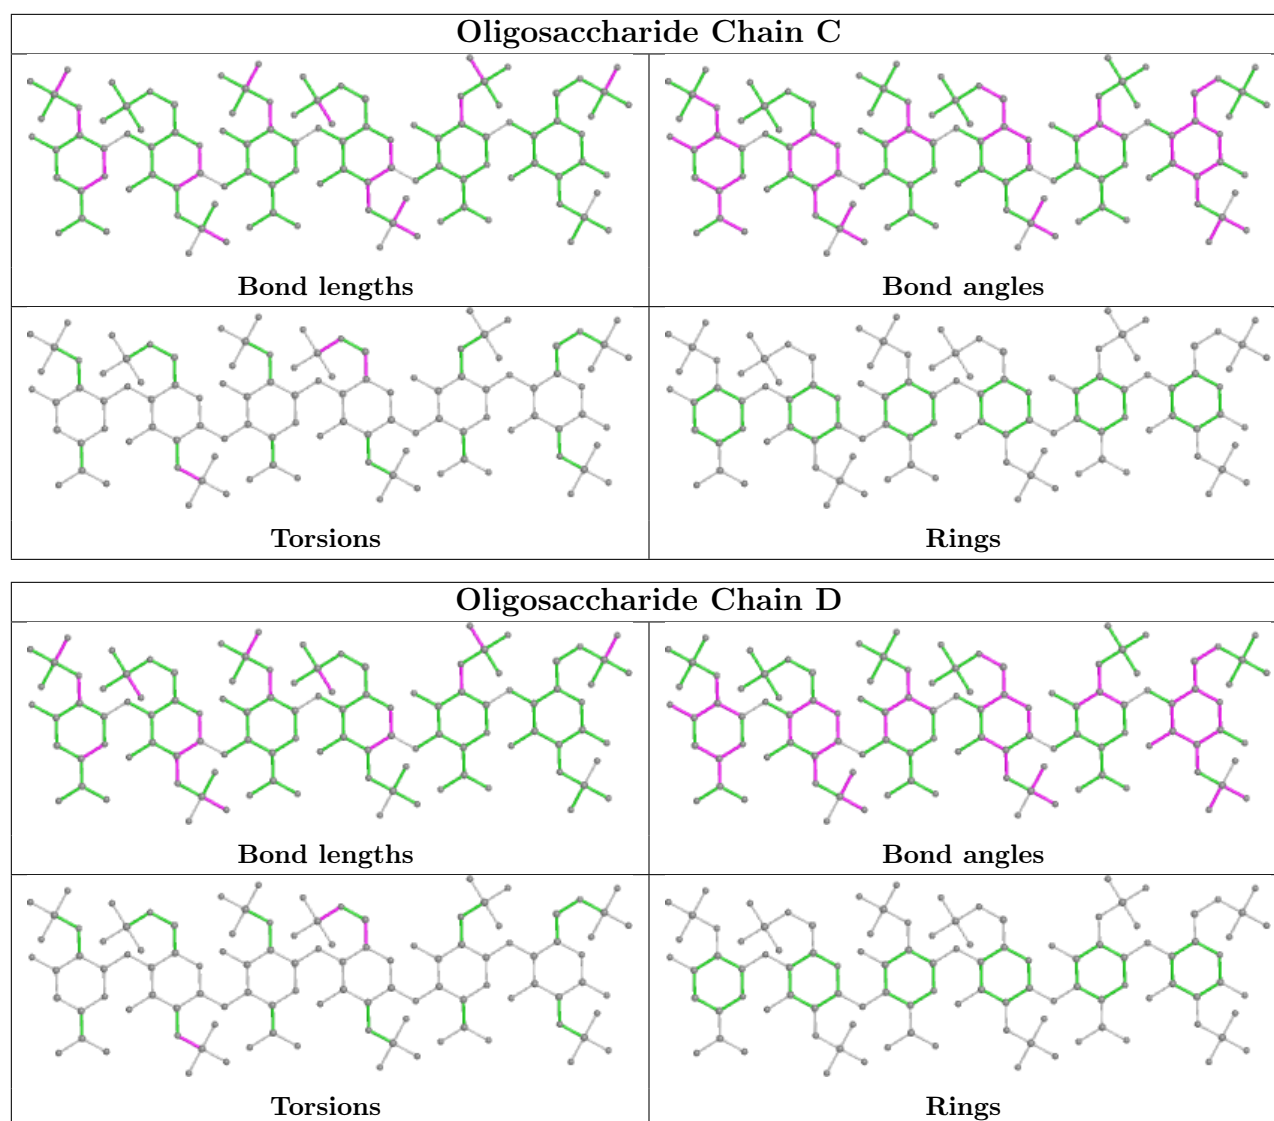 Oligosaccharide Chain C
Bond lengths
Bond angles
Torsions
Rings
Oligosaccharide Chain D
Bond lengths
Bond angles
Torsions
Rings